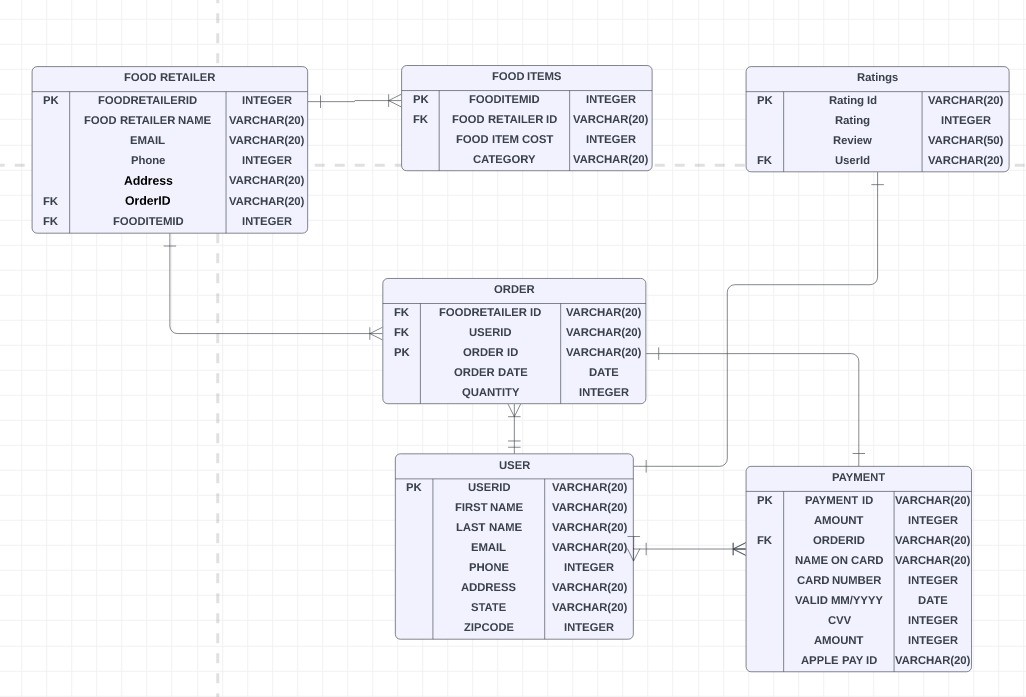 FOOD RETAILER
PK FOODRETAILERID INTEGER
FOOD RETAILER NAME VARCHAR(20)
EMAIL VARCHAR(20)
Phone INTEGER
Address VARCHAR(20)
FK OrderID VARCHAR(20)
FK FOODITEMID INTEGER
FOOD ITEMS
PK FOODITEMID INTEGER
FK FOOD RETAILER ID VARCHAR(20)
FOOD ITEM COST INTEGER
CATEGORY VARCHAR(20)
Ratings
PK Rating Id VARCHAR(20)
Rating INTEGER
Review VARCHAR(50)
FK UserId VARCHAR(20)
ORDER
FK FOODRETAILER ID VARCHAR(20)
FK USERID VARCHAR(20)
PK ORDER ID VARCHAR(20)
ORDER DATE DATE
QUANTITY INTEGER
USER
PK USERID VARCHAR(20)
FIRST NAME VARCHAR(20)
LAST NAME VARCHAR(20)
EMAIL VARCHAR(20)
PHONE INTEGER
ADDRESS VARCHAR(20)
STATE VARCHAR(20)
ZIPCODE INTEGER
PAYMENT
PK PAYMENT ID VARCHAR(20)
AMOUNT INTEGER
FK ORDERID VARCHAR(20)
NAME ON CARD VARCHAR(20)
CARD NUMBER INTEGER
VALID MM/YYYY DATE
CVV INTEGER
AMOUNT INTEGER
APPLE PAY ID VARCHAR(20)